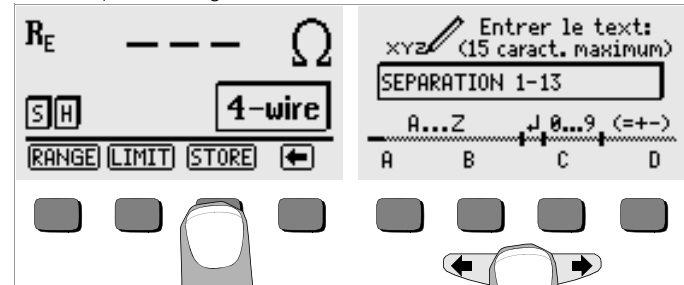 RE — — — Ω
S H 4-wire
RANGE LIMIT STORE
XYZ Entrer le text:
(15 caract. maximum)
SEPARATION 1-13
A...Z ↲ 0...9 (=+-)
A B C D